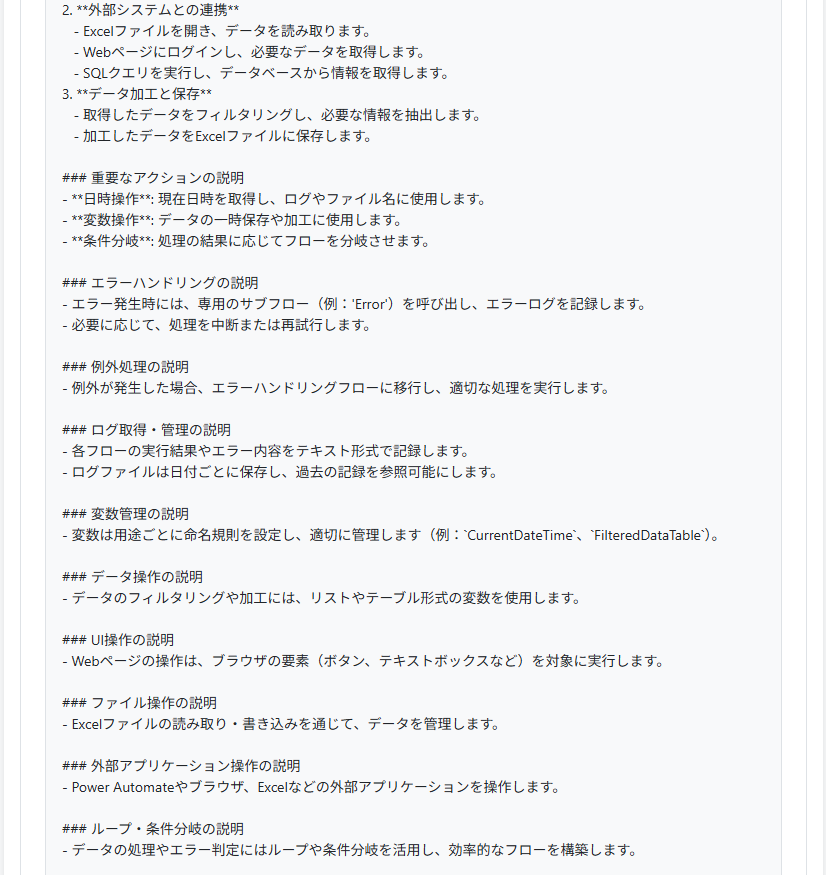 2. **外部システムとの連携**
- Excelファイルを開き、データを読み取ります。
- Webページにログインし、必要なデータを取得します。
- SQLクエリを実行し、データベースから情報を取得します。
3. **データ加工と保存**
- 取得したデータをフィルタリングし、必要な情報を抽出します。
- 加工したデータをExcelファイルに保存します。
### 重要なアクションの説明
- **日時操作**: 現在日時を取得し、ログやファイル名に使用します。
- **変数操作**: データの一時保存や加工に使用します。
- **条件分岐**: 処理の結果に応じてフローを分岐させます。
### エラーハンドリングの説明
- エラー発生時には、専用のサブフロー（例：'Error'）を呼び出し、エラーログを記録します。
- 必要に応じて、処理を中断または再試行します。
### 例外処理の説明
- 例外が発生した場合、エラーハンドリングフローに移行し、適切な処理を実行します。
### ログ取得・管理の説明
- 各フローの実行結果やエラー内容をテキスト形式で記録します。
- ログファイルは日付ごとに保存し、過去の記録を参照可能にします。
### 変数管理の説明
- 変数は用途ごとに命名規則を設定し、適切に管理します（例：`CurrentDateTime`、`FilteredDataTable`）。
### データ操作の説明
- データのフィルタリングや加工には、リストやテーブル形式の変数を使用します。
### UI操作の説明
- Webページの操作は、ブラウザの要素（ボタン、テキストボックスなど）を対象に実行します。
### ファイル操作の説明
- Excelファイルの読み取り・書き込みを通じて、データを管理します。
### 外部アプリケーション操作の説明
- Power Automateやブラウザ、Excelなどの外部アプリケーションを操作します。
### ループ・条件分岐の説明
- データの処理やエラー判定にはループや条件分岐を活用し、効率的なフローを構築します。